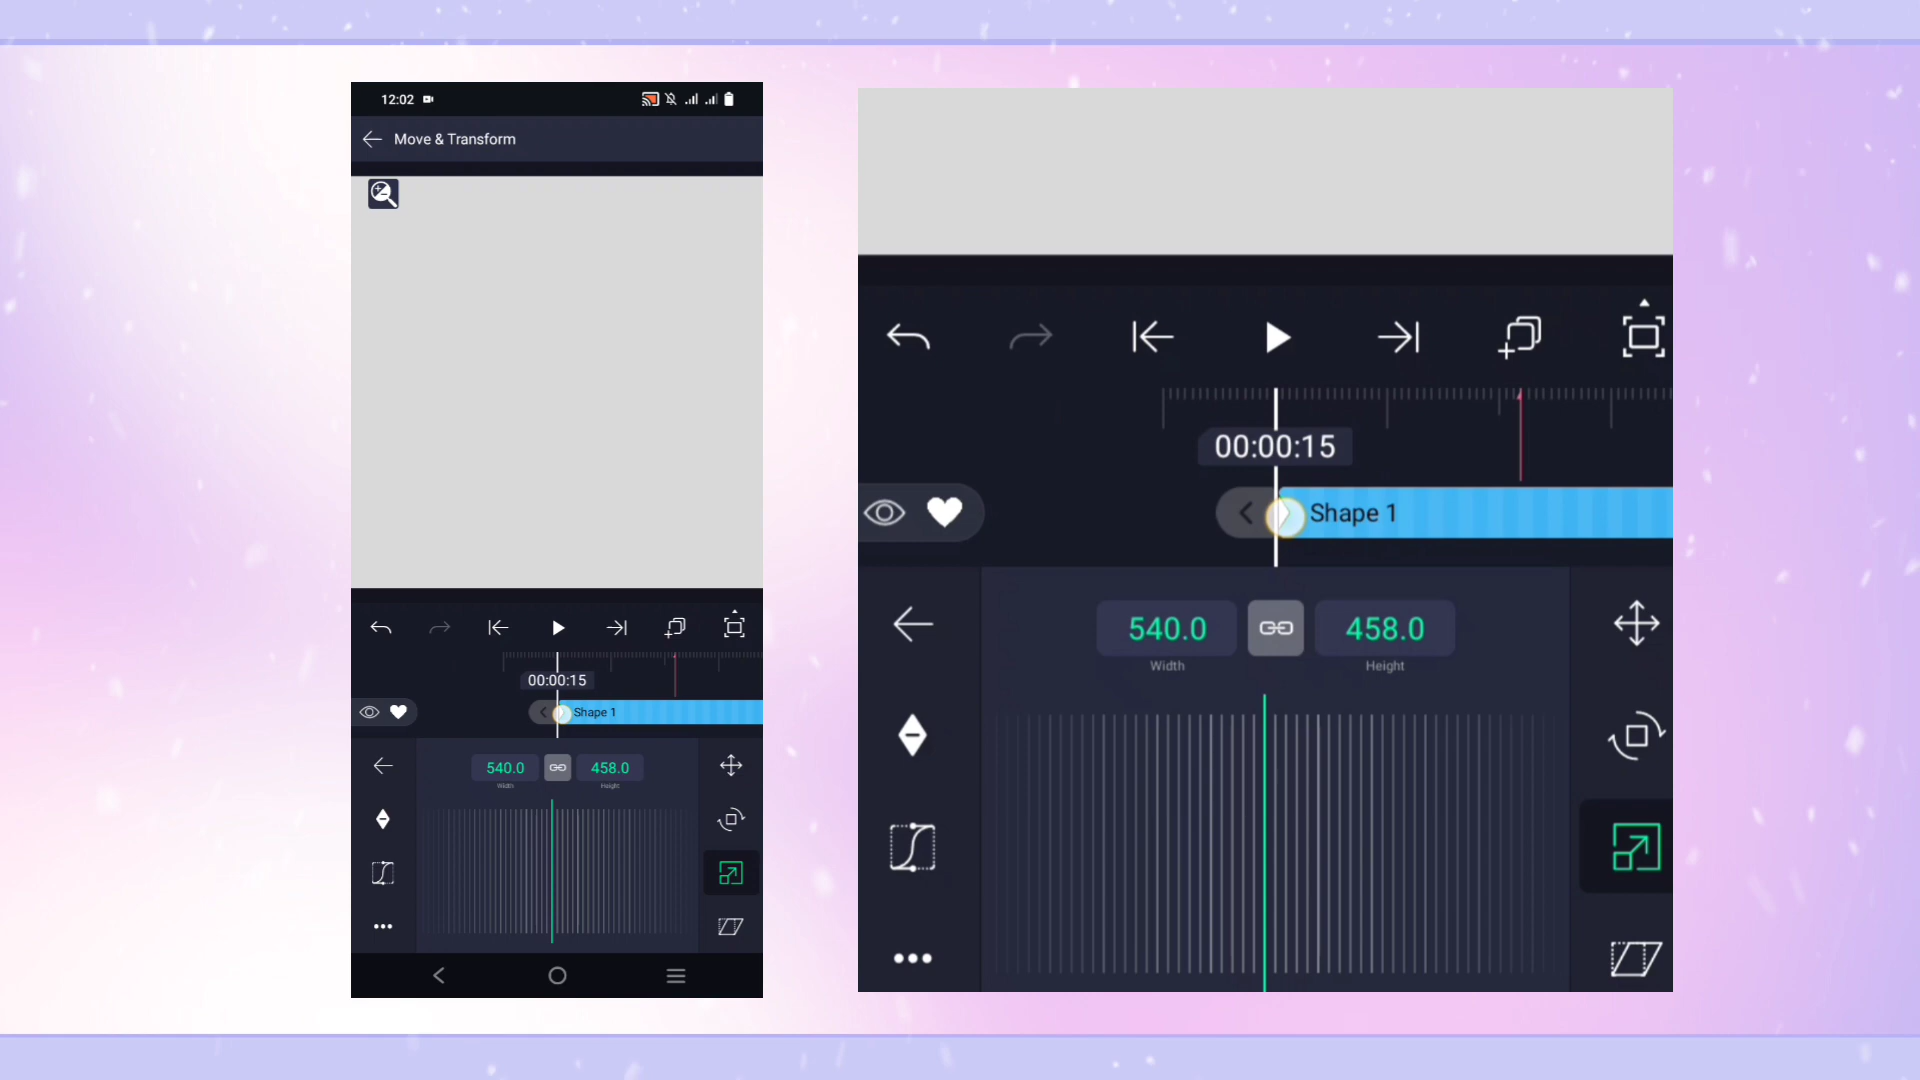 12:02
Move & Transform
00:00:15
Shape 1
540.0
458.0
Width
Height
00:00:15
Shape 1
540.0
458.0
Width
Height